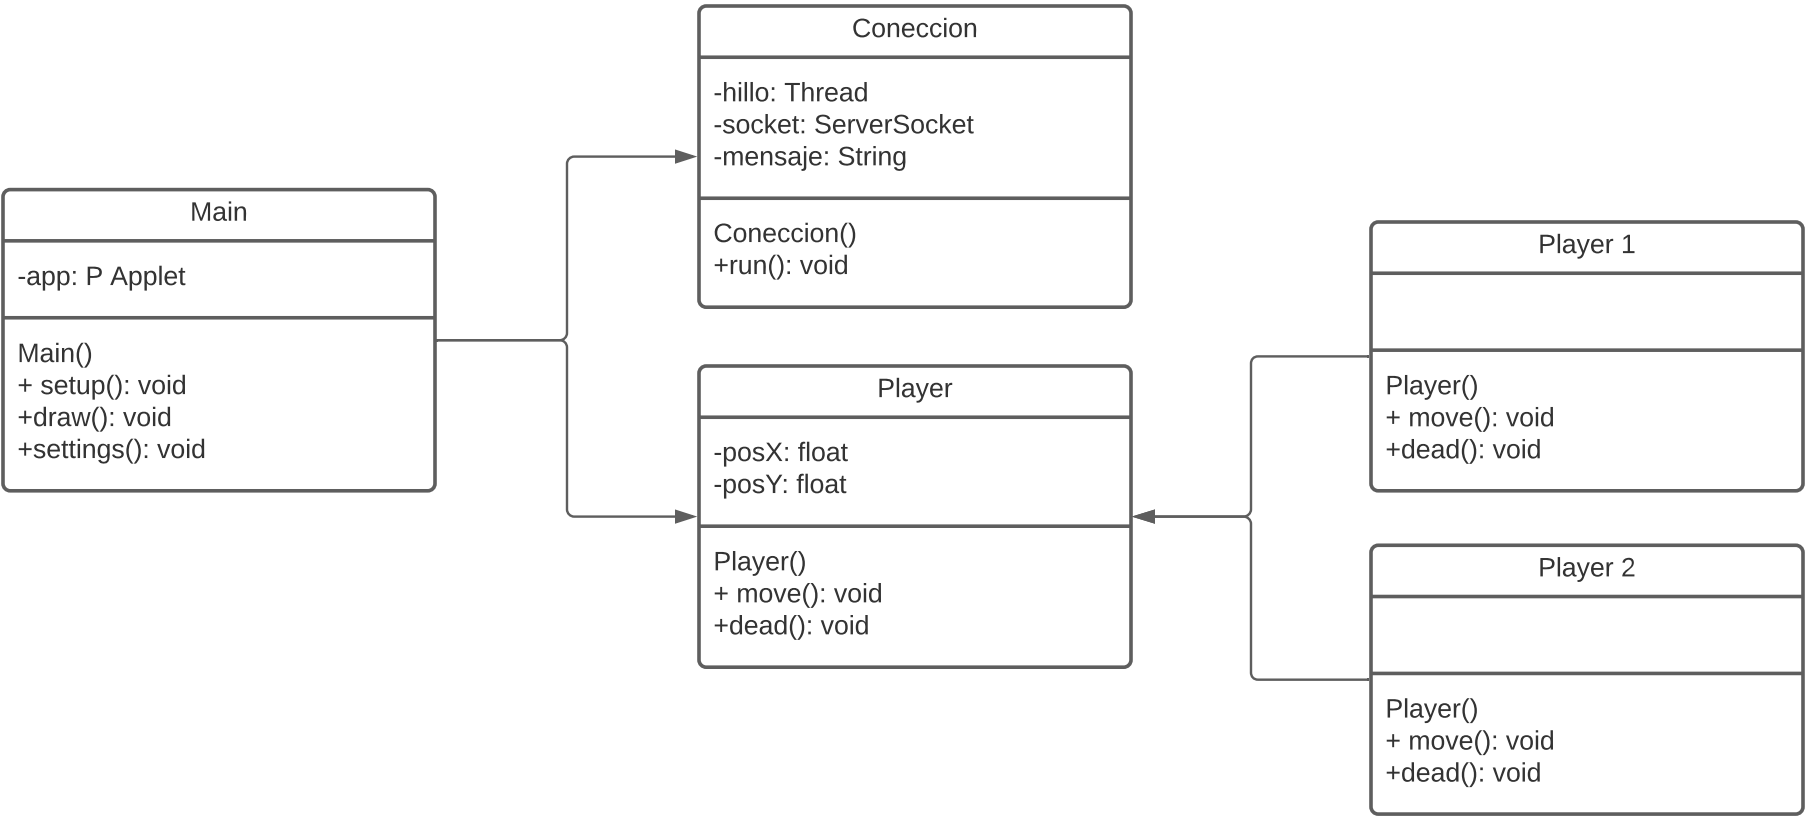 Main
-app: P Applet
Main()
+ setup(): void
+draw(): void
+settings(): void
Coneccion
-hillo: Thread
-socket: ServerSocket
-mensaje: String
Coneccion()
+run(): void
Player
-posX: float
-posY: float
Player()
+ move(): void
+dead(): void
Player 1
Player()
+ move(): void
+dead(): void
Player 2
Player()
+ move(): void
+dead(): void